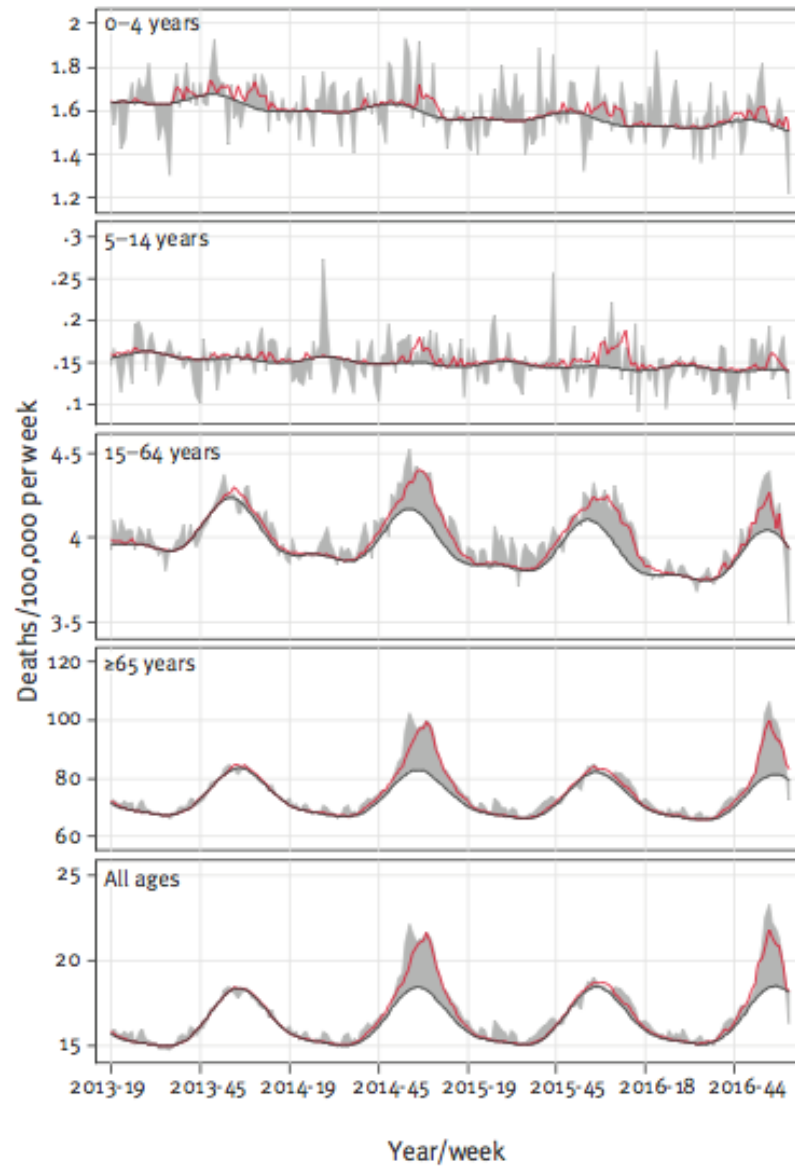 0–4 years
2
1.8
1.6
1.4
1.2
5–14 years
.3
.25
.2
.15
.1
15–64 years
4.5
4
3.5
≥65 years
120
100
80
60
All ages
25
20
15
Deaths/100,000 per week
2013-19 2013-45 2014-19 2014-45 2015-19 2015-45 2016-18 2016-44
Year/week